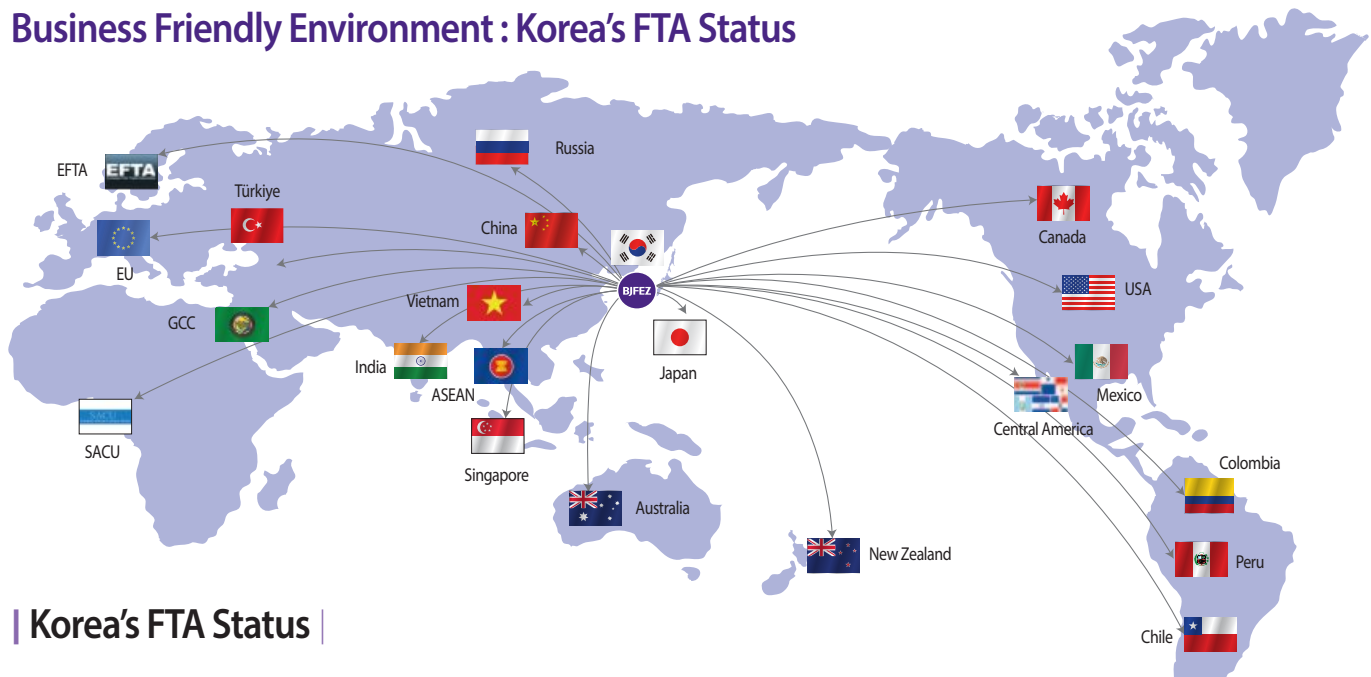 Business Friendly Environment : Korea's FTA Status
Russia
EFTA
EFTA
Türkiye
China
Canada
EU
BJFEZ
USA
Vietnam
GCC
India
Japan
ASEAN
Mexico
SACU
Central America
SACU
Singapore
Colombia
Australia
New Zealand
Peru
| Korea's FTA Status |
Chile